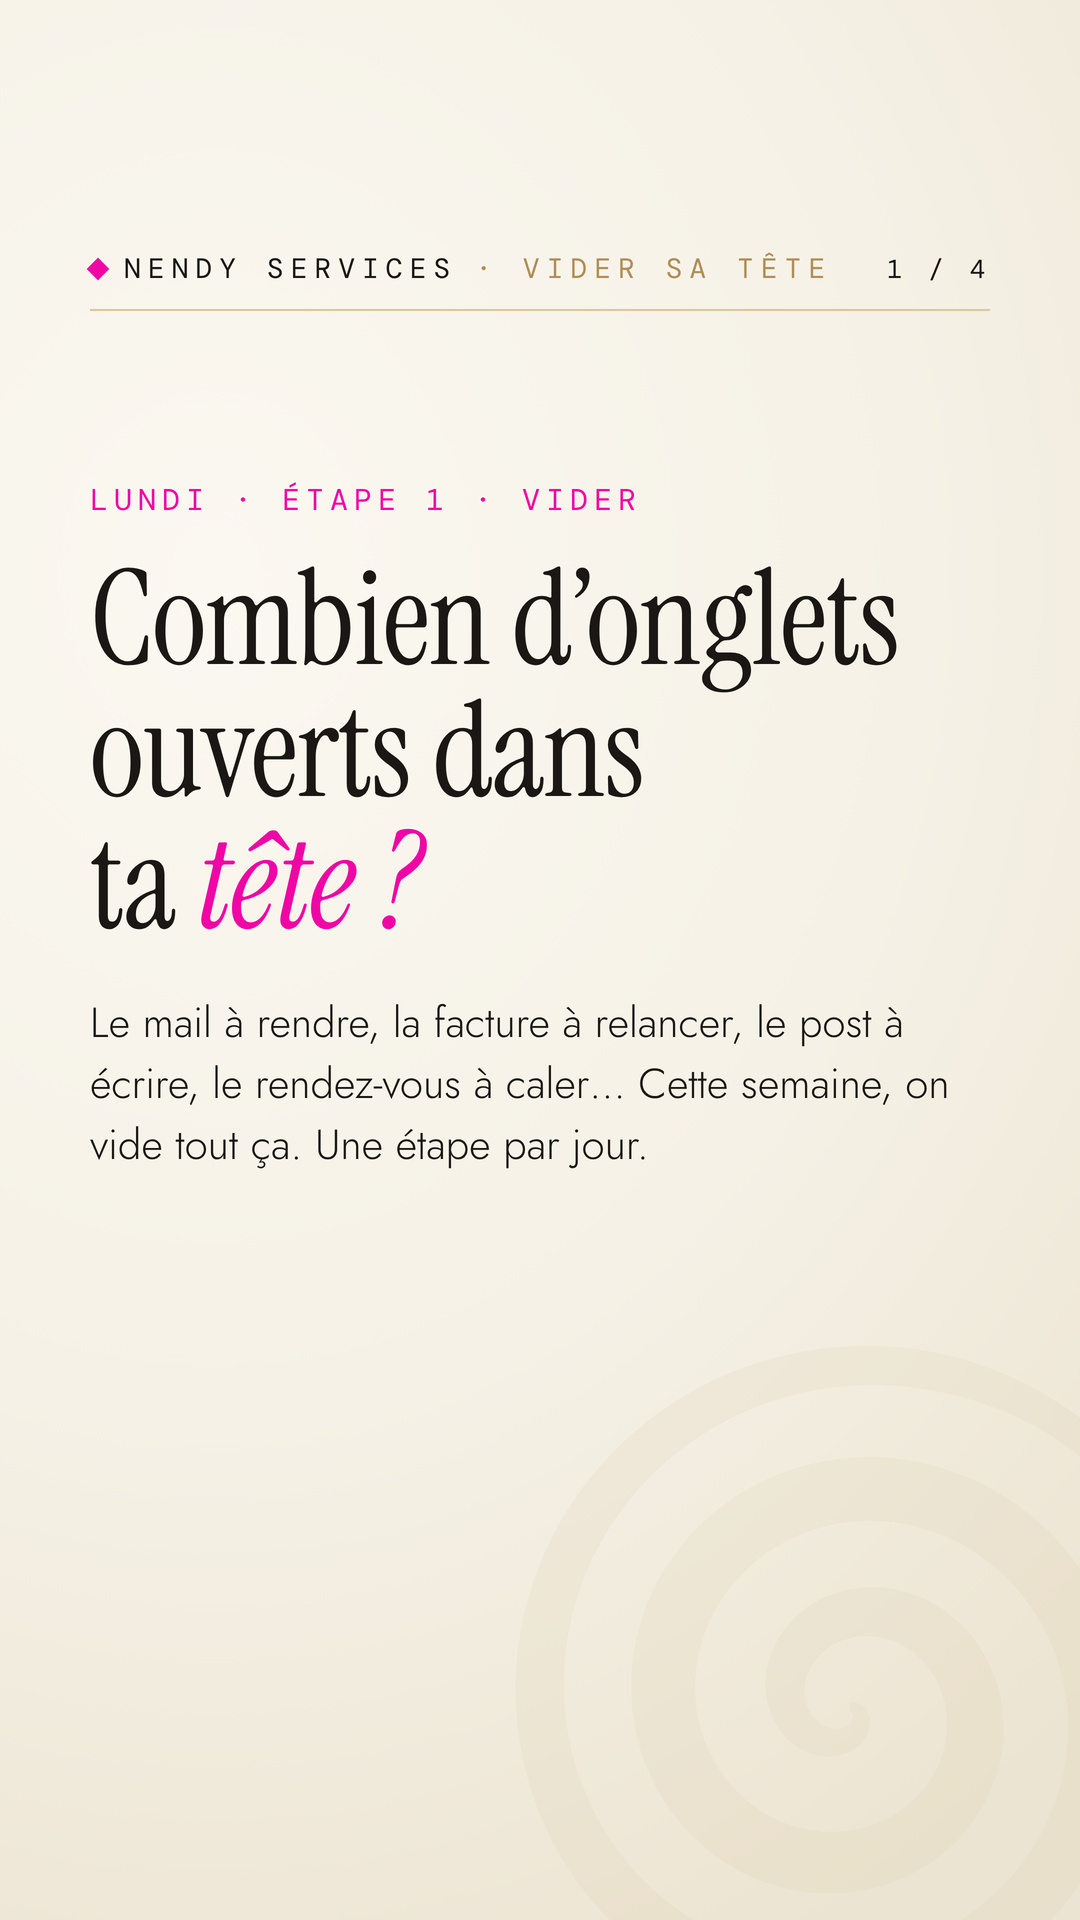 ◆ NENDY SERVICES · VIDER SA TÊTE 1 / 4
LUNDI · ÉTAPE 1 · VIDER
Combien d’onglets
ouverts dans
ta tête ?
Le mail à rendre, la facture à relancer, le post à
écrire, le rendez-vous à caler… Cette semaine, on
vide tout ça. Une étape par jour.